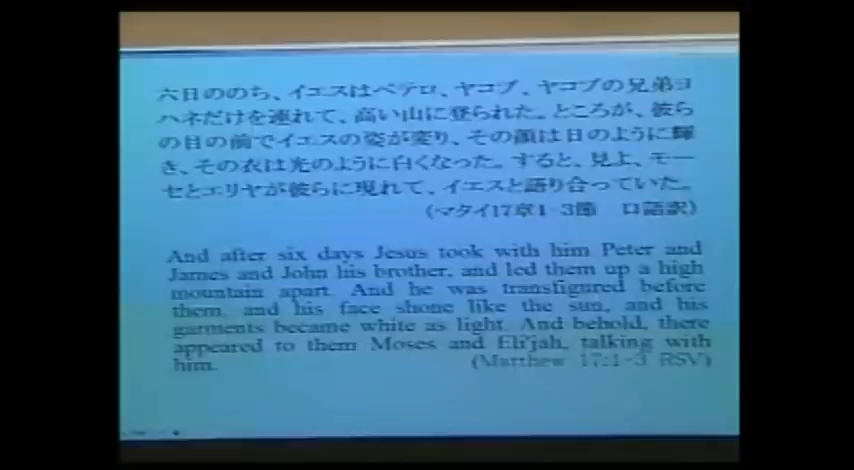 六日ののち、イエスはペテロ、ヤコブ、ヤコブの兄弟ヨ
ハネだけを連れて、高い山に登られた。ところが、彼ら
の目の前でイエスの姿が変り、その顔は日のように輝
き、その衣は光のように白くなった。すると、見よ、モー
セとエリヤが彼らに現れて、イエスと語り合っていた。
(マタイ17章1-3節 口語訳)
And after six days Jesus took with him Peter and
James and John his brother, and led them up a high
mountain apart. And he was transfigured before
them, and his face shone like the sun, and his
garments became white as light. And behold, there
appeared to them Moses and Eli'jah, talking with
him. (Matthew 17:1-3 RSV)